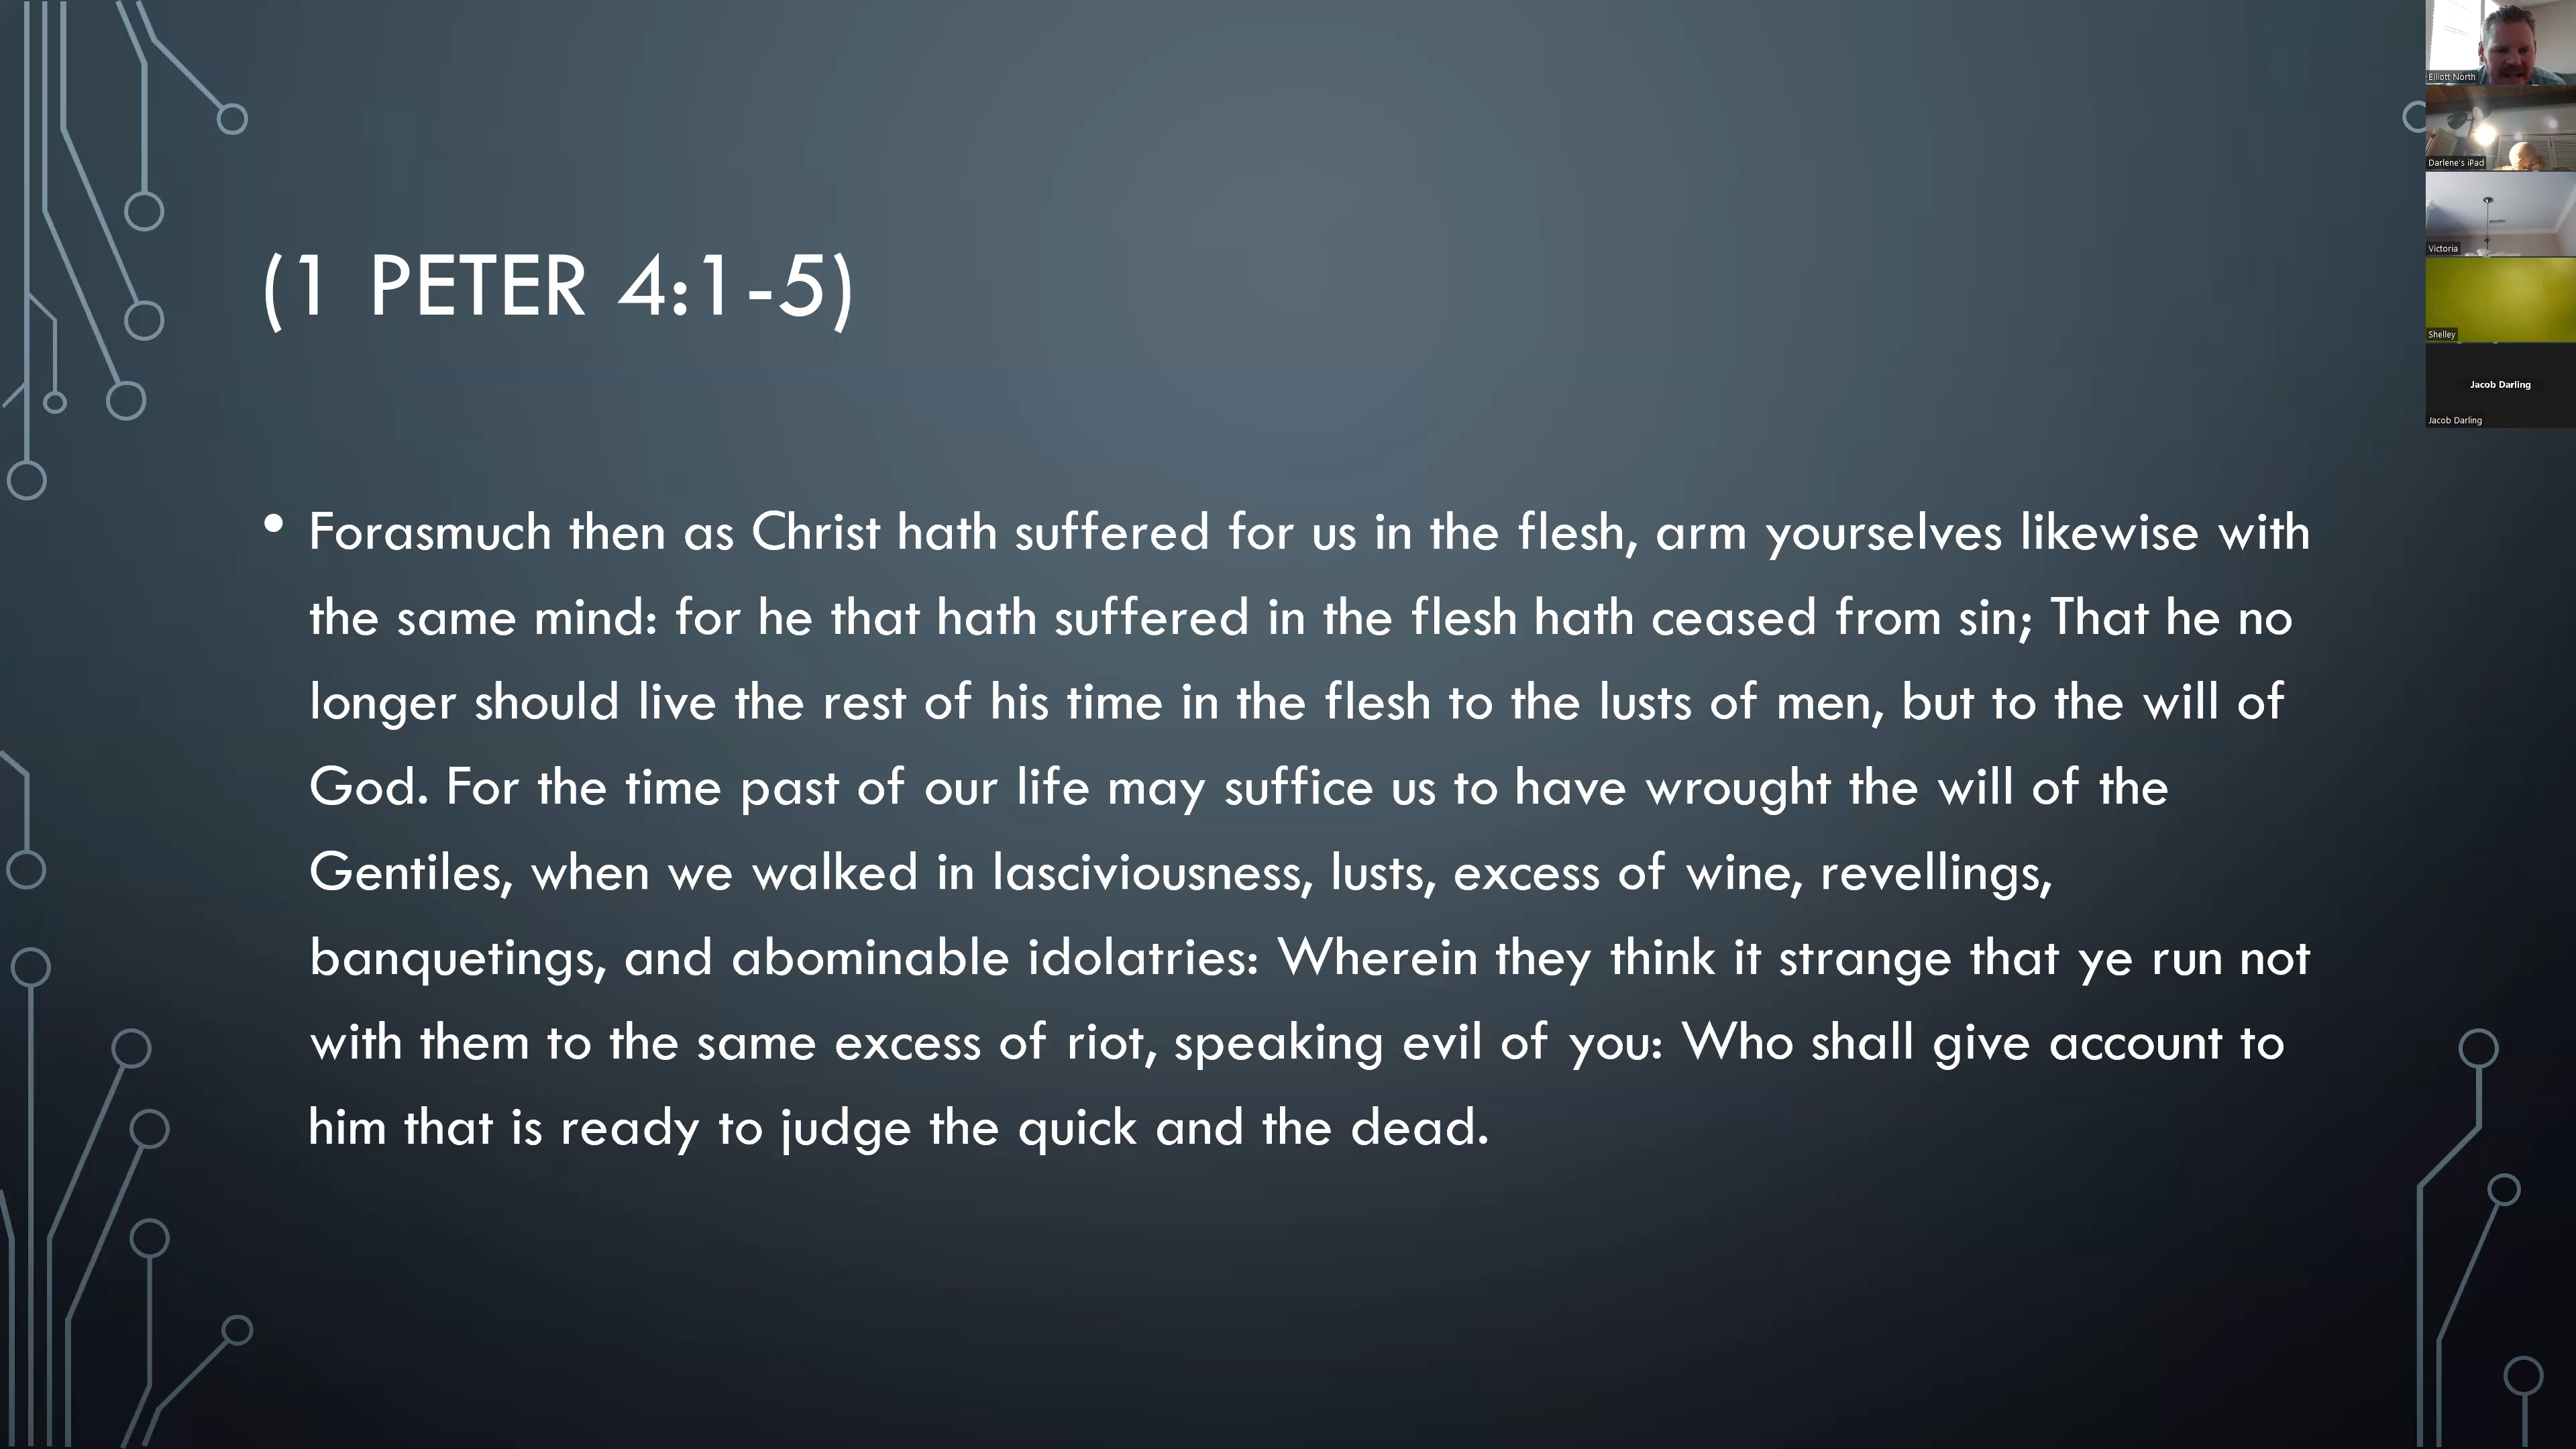 (1 PETER 4:1-5)
• Forasmuch then as Christ hath suffered for us in the flesh, arm yourselves likewise with
the same mind: for he that hath suffered in the flesh hath ceased from sin; That he no
longer should live the rest of his time in the flesh to the lusts of men, but to the will of
God. For the time past of our life may suffice us to have wrought the will of the
Gentiles, when we walked in lasciviousness, lusts, excess of wine, revellings,
banquetings, and abominable idolatries: Wherein they think it strange that ye run not
with them to the same excess of riot, speaking evil of you: Who shall give account to
him that is ready to judge the quick and the dead.
Elliott North
Darlene's iPad
Victoria
Shelley
Jacob Darling
Jacob Darling